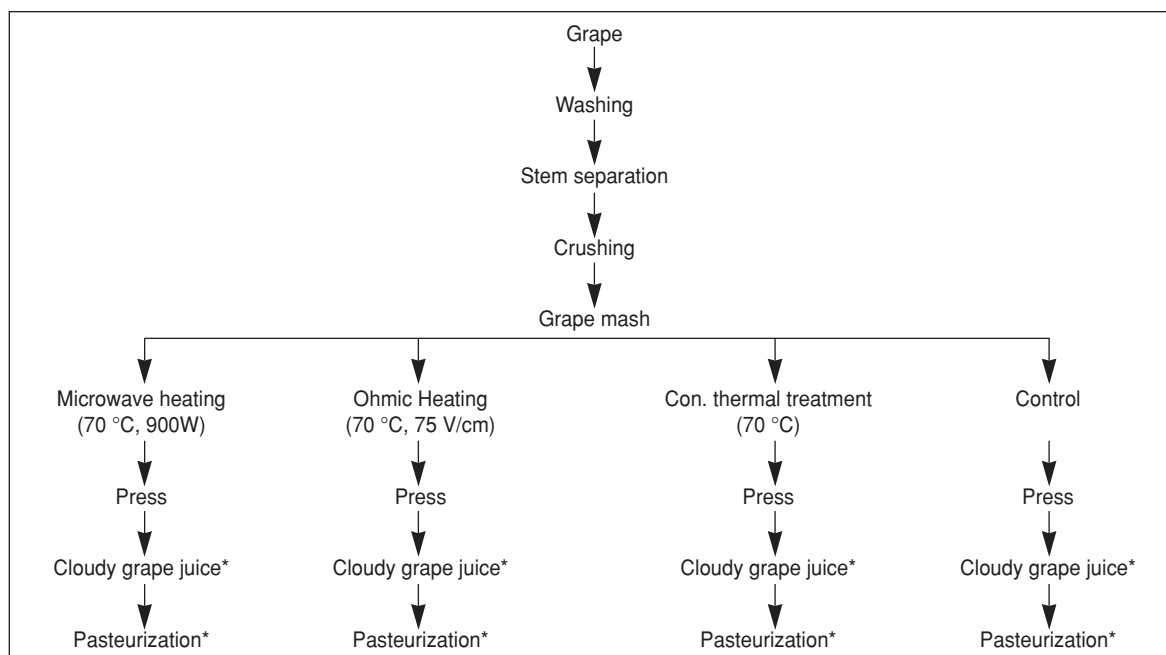 Grape
Washing
Stem separation
Crushing
Grape mash
Microwave heating
(70 °C, 900W)
Ohmic Heating
(70 °C, 75 V/cm)
Con. thermal treatment
(70 °C)
Control
Press
Press
Press
Press
Cloudy grape juice*
Cloudy grape juice*
Cloudy grape juice*
Cloudy grape juice*
Pasteurization*
Pasteurization*
Pasteurization*
Pasteurization*